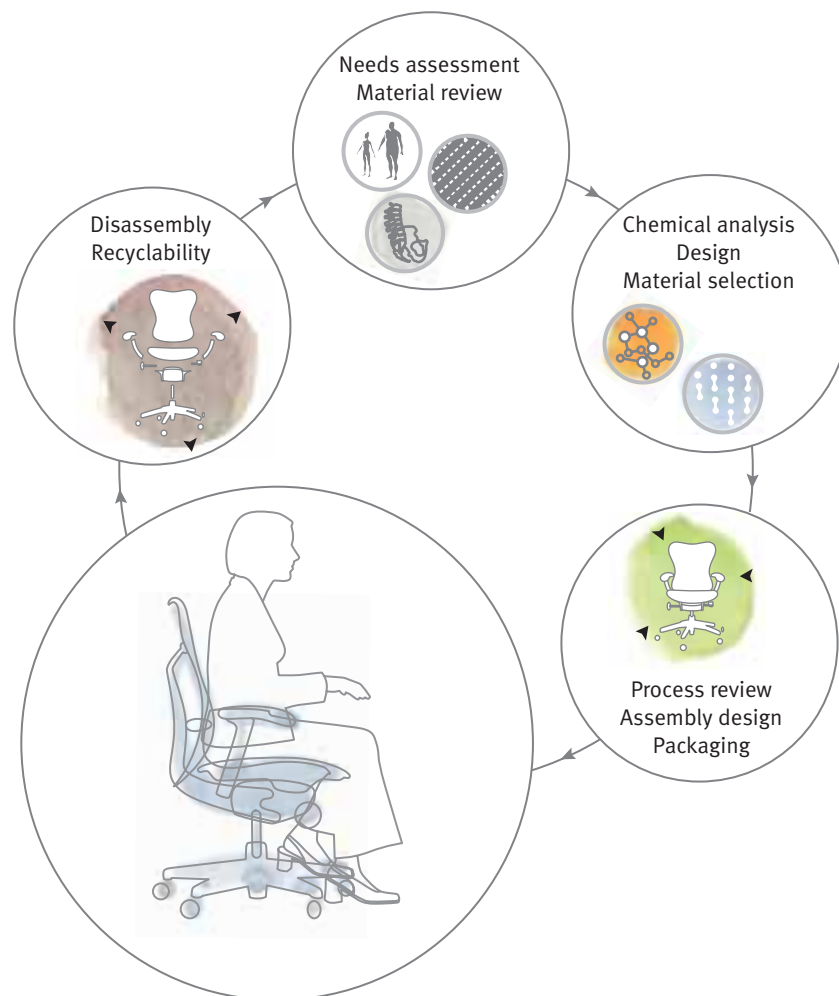 Needs assessment
Material review
Disassembly
Recyclability
Chemical analysis
Design
Material selection
Process review
Assembly design
Packaging